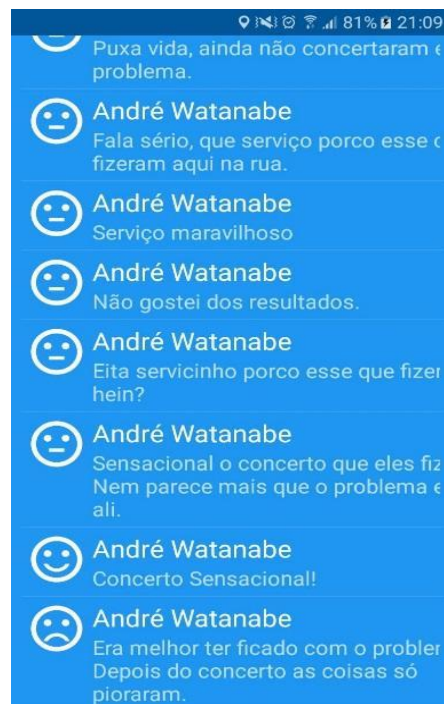 81% 21:09
Puxa vida, ainda não concertaram
problema.
André Watanabe
Fala sério, que serviço porco esse
fizeram aqui na rua.
André Watanabe
Serviço maravilhoso
André Watanabe
Não gostei dos resultados.
André Watanabe
Eita servicinho porco esse que fizer
hein?
André Watanabe
Sensacional o concerto que eles fiz
Nem parece mais que o problema e
ali.
André Watanabe
Concerto Sensacional!
André Watanabe
Era melhor ter ficado com o probler
Depois do concerto as coisas só
pioraram.